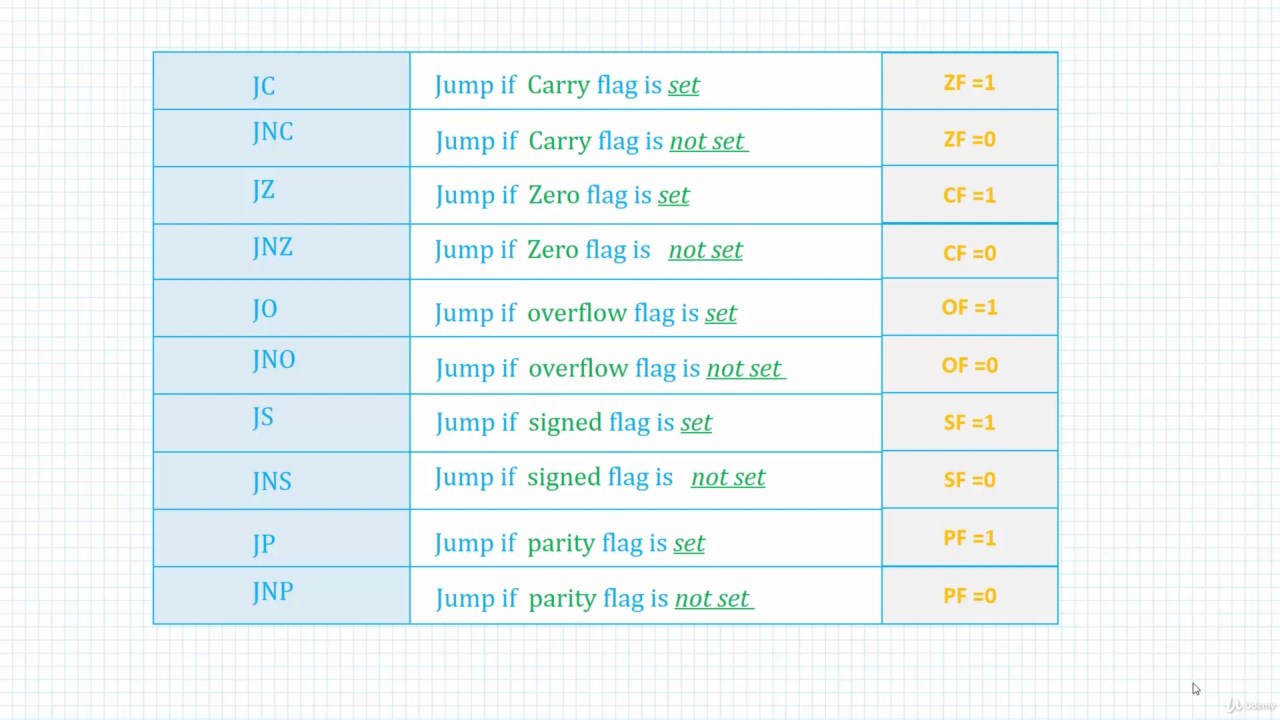 JC Jump if Carry flag is set ZF =1
JNC Jump if Carry flag is not set ZF =0
JZ Jump if Zero flag is set CF =1
JNZ Jump if Zero flag is not set CF =0
JO Jump if overflow flag is set OF =1
JNO Jump if overflow flag is not set OF =0
JS Jump if signed flag is set SF =1
JNS Jump if signed flag is not set SF =0
JP Jump if parity flag is set PF =1
JNP Jump if parity flag is not set PF =0
Udemy